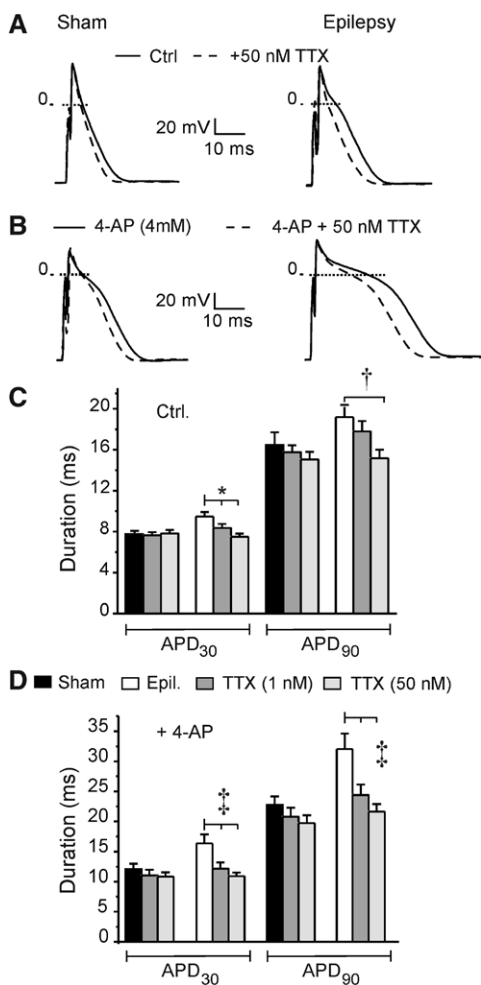 A Sham Epilepsy
Ctrl +50 nM TTX
0
20 mV
10 ms
0
B 4-AP (4mM) 4-AP + 50 nM TTX
0
20 mV
10 ms
0
C Ctrl.
Duration (ms)
20
16
12
8
4
0
*
†
APD30 APD90
D Sham Epil. TTX (1 nM) TTX (50 nM)
+ 4-AP
Duration (ms)
35
30
25
20
15
10
5
0
‡
‡
APD30 APD90